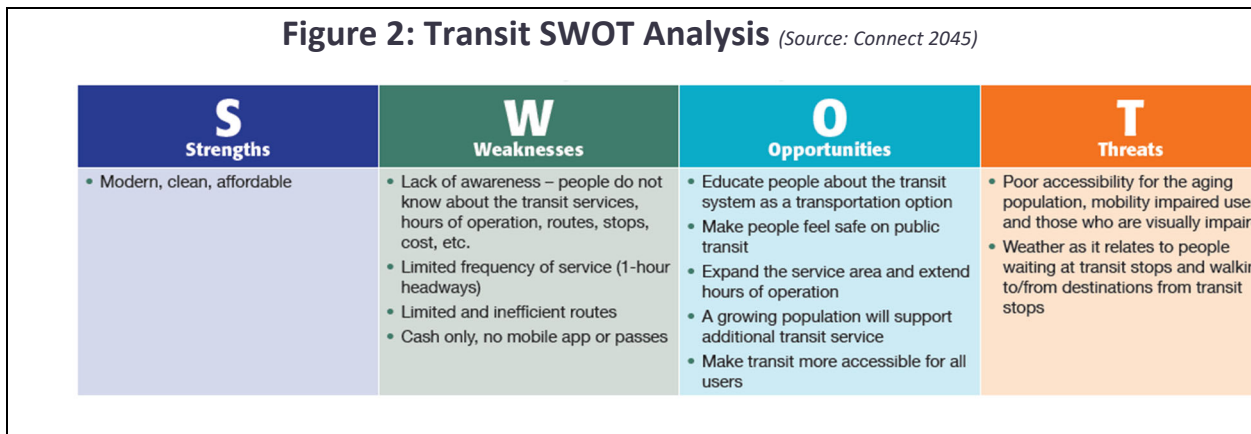 Figure 2: Transit SWOT Analysis (Source: Connect 2045)
S
Strengths
• Modern, clean, affordable
W
Weaknesses
• Lack of awareness – people do not
know about the transit services,
hours of operation, routes, stops,
cost, etc.
• Limited frequency of service (1-hour
headways)
• Limited and inefficient routes
• Cash only, no mobile app or passes
O
Opportunities
• Educate people about the transit
system as a transportation option
• Make people feel safe on public
transit
• Expand the service area and extend
hours of operation
• A growing population will support
additional transit service
• Make transit more accessible for all
users
T
Threats
• Poor accessibility for the aging
population, mobility impaired
and those who are visually
• Weather as it relates to people
waiting at transit stops and
to/from destinations from transit
stops